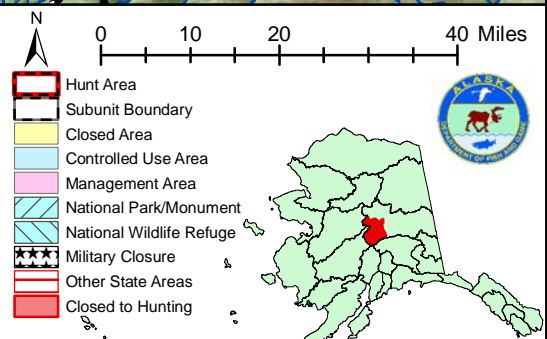 N
0 10 20 40 Miles
Hunt Area
Subunit Boundary
Closed Area
Controlled Use Area
Management Area
National Park/Monument
National Wildlife Refuge
Military Closure
Other State Areas
Closed to Hunting
ALASKA
DEPARTMENT OF FISH AND GAME